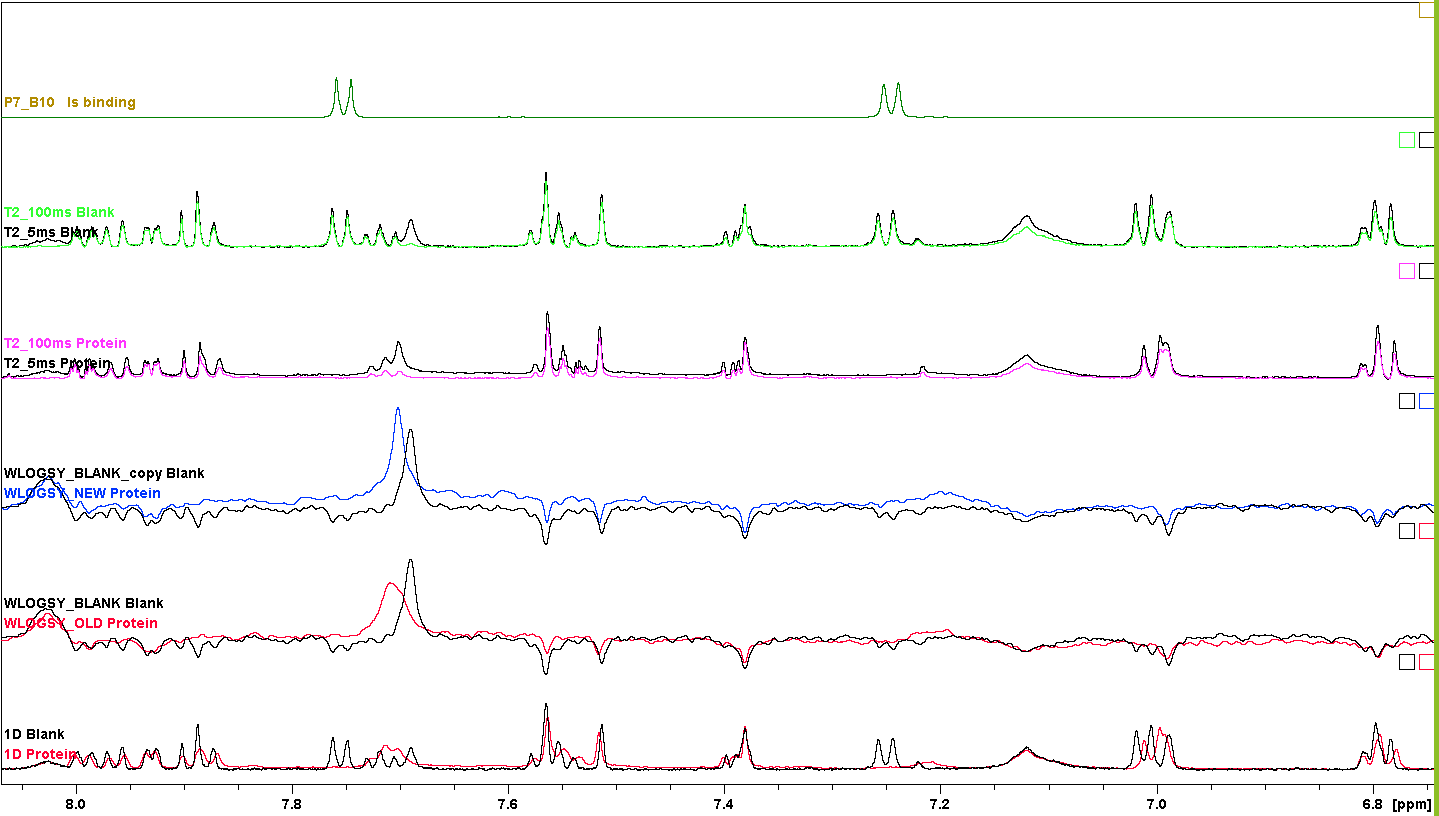 P7_B10 Is binding
T2_100ms Blank
T2_5ms Blank
T2_100ms Protein
T2_5ms Protein
WLOGSY_BLANK_copy Blank
WLOGSY_NEW Protein
WLOGSY_BLANK Blank
WLOGSY_OLD Protein
1D Blank
1D Protein
8.0 7.8 7.6 7.4 7.2 7.0 6.8 [ppm]